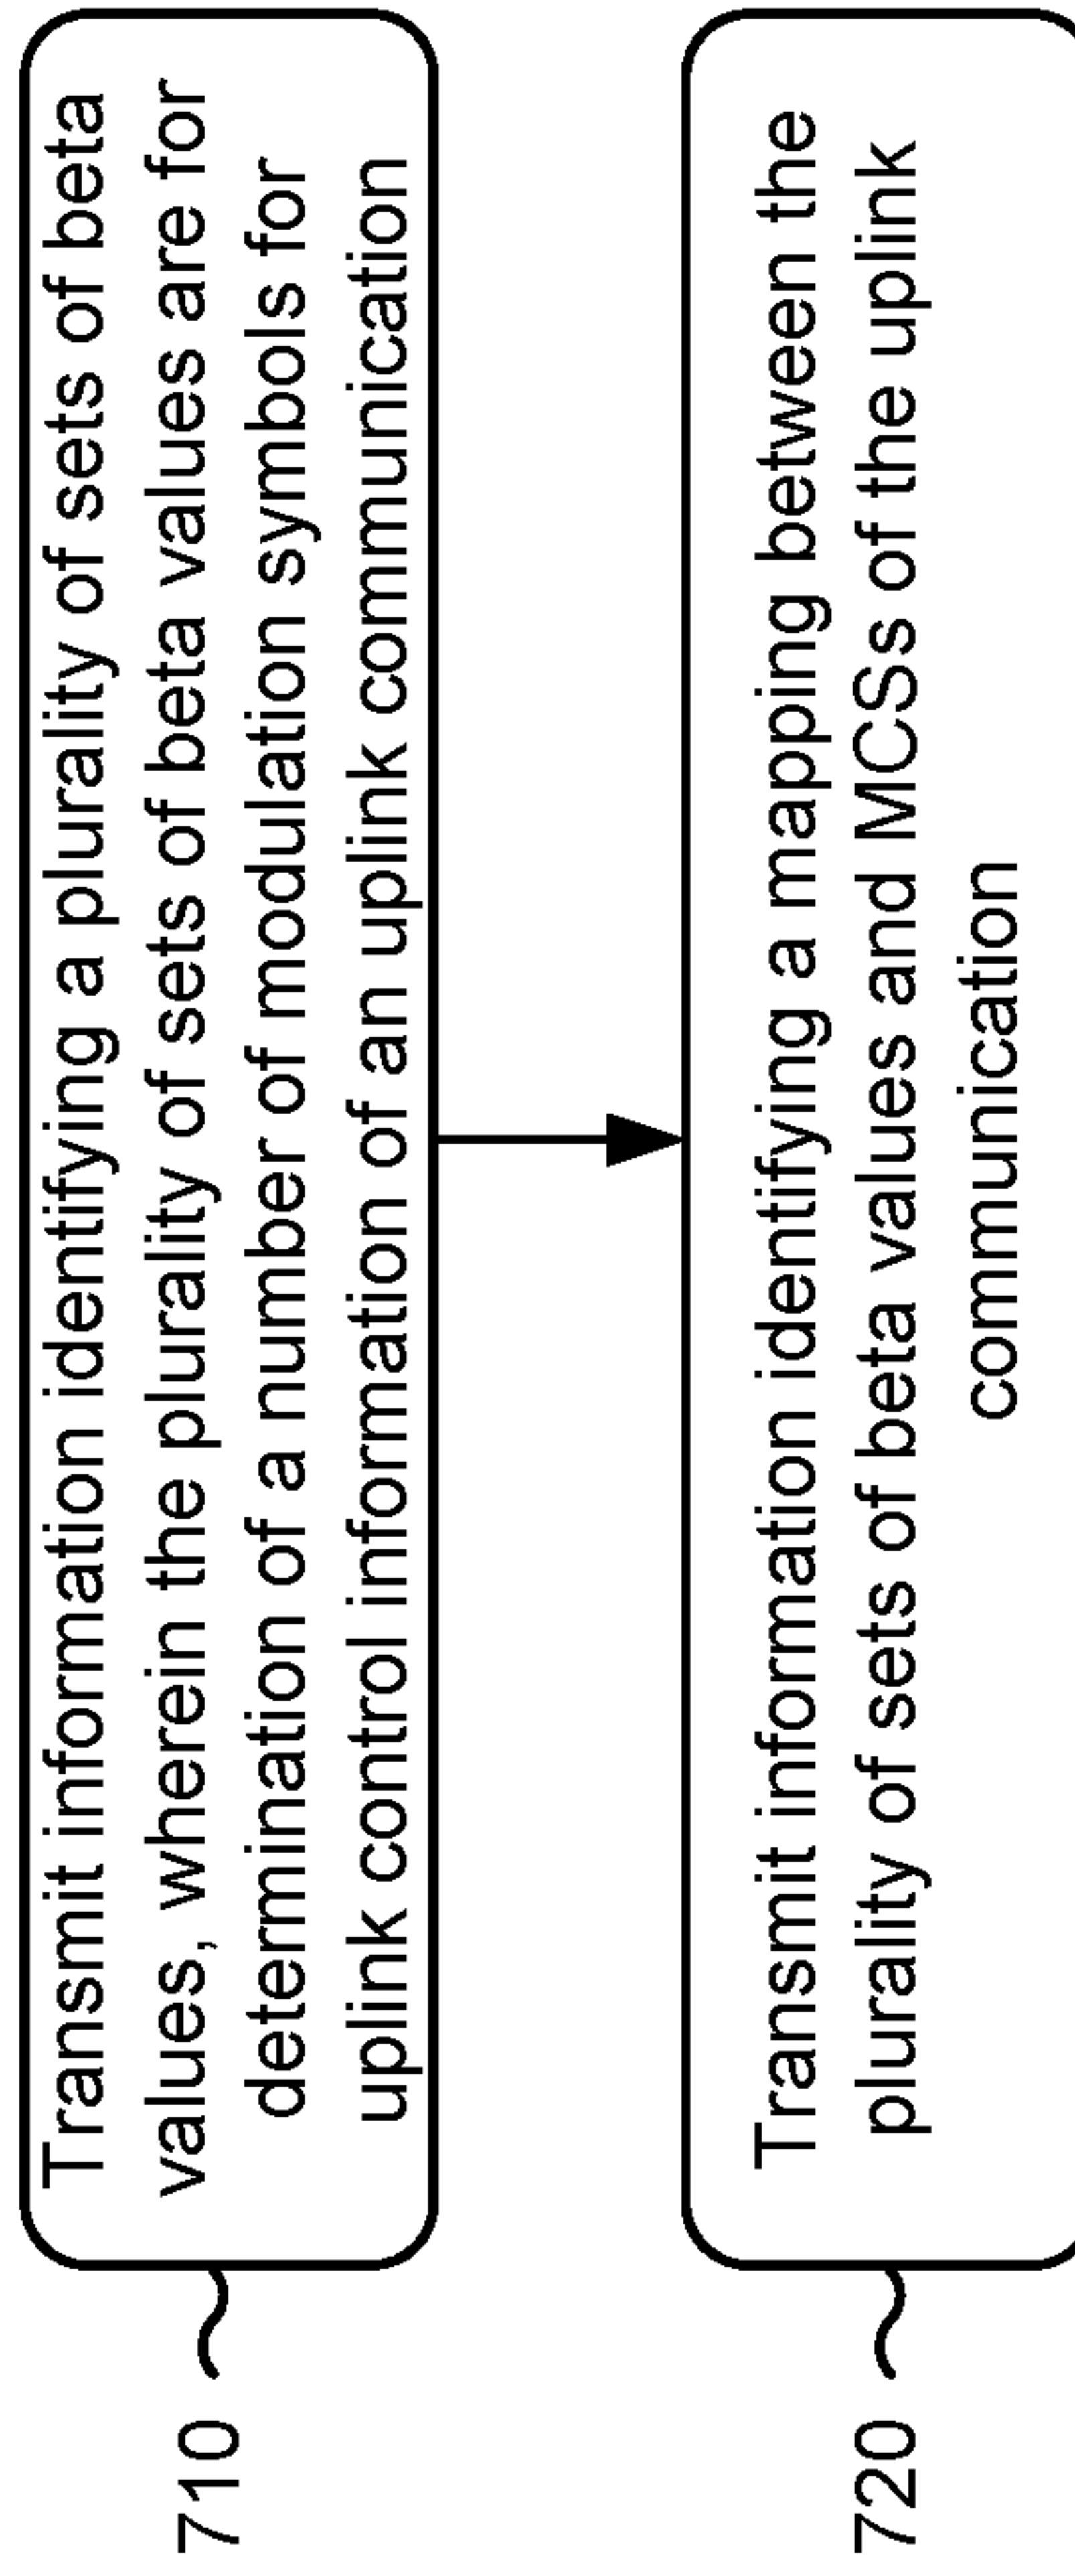 710
Transmit information identifying a plurality of sets of beta
values, wherein the plurality of sets of beta values are for
determination of a number of modulation symbols for
uplink control information of an uplink communication
720
Transmit information identifying a mapping between the
plurality of sets of beta values and MCSs of the uplink
communication